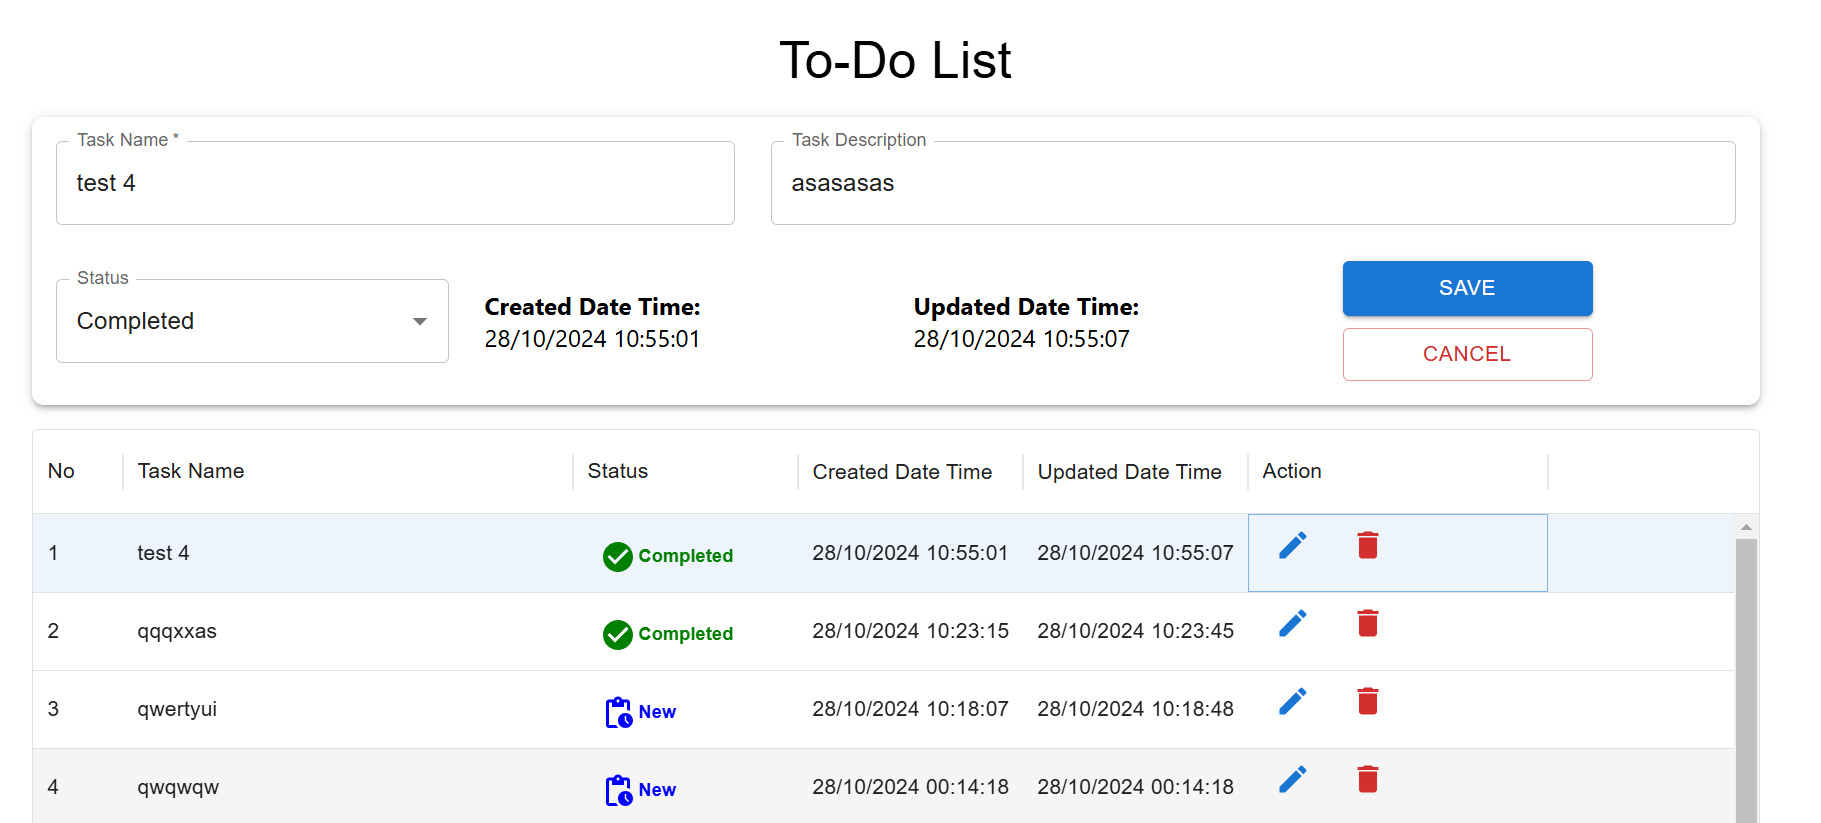 To-Do List
Task Name * Task Description
test 4 asasasas
Status
Completed Created Date Time: Updated Date Time: SAVE
28/10/2024 10:55:01 28/10/2024 10:55:07 CANCEL
No Task Name Status Created Date Time Updated Date Time Action
1 test 4 Completed 28/10/2024 10:55:01 28/10/2024 10:55:07
2 qqqxxas Completed 28/10/2024 10:23:15 28/10/2024 10:23:45
3 qwertyui New 28/10/2024 10:18:07 28/10/2024 10:18:48
4 qwqwqw New 28/10/2024 00:14:18 28/10/2024 00:14:18